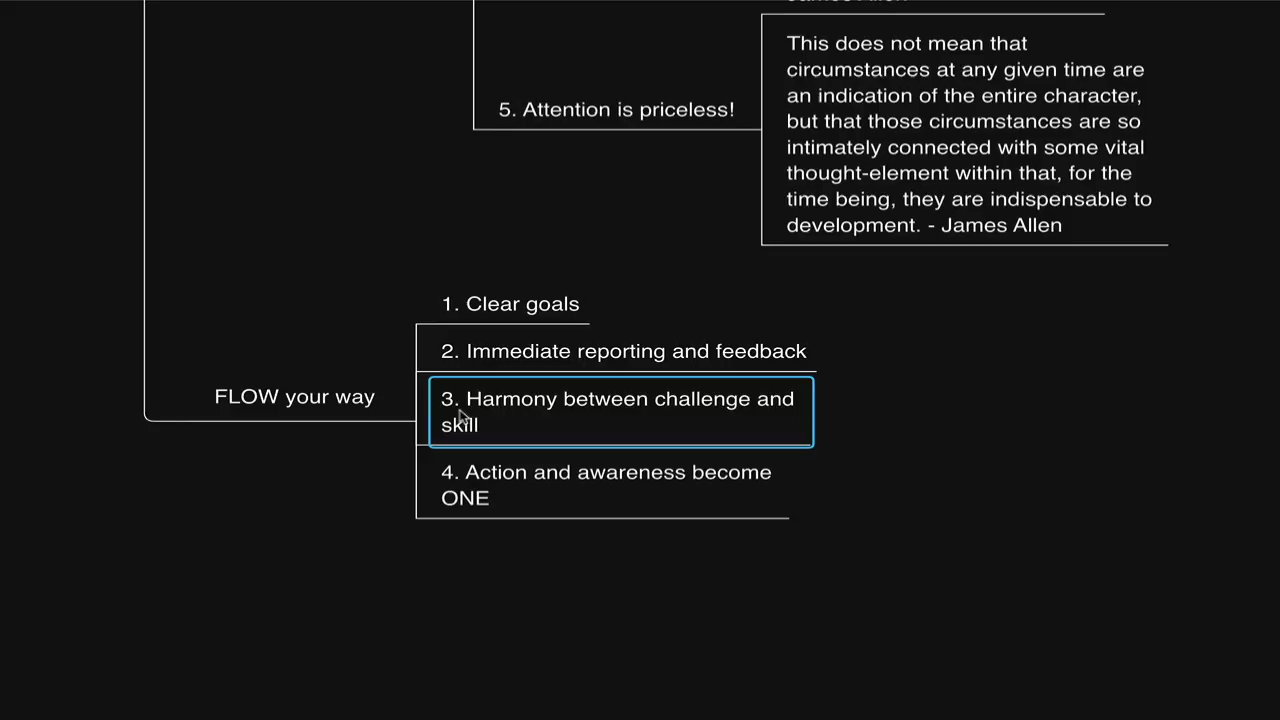 This does not mean that
circumstances at any given time are
an indication of the entire character,
but that those circumstances are so
intimately connected with some vital
thought-element within that, for the
time being, they are indispensable to
development. - James Allen
5. Attention is priceless!
1. Clear goals
2. Immediate reporting and feedback
3. Harmony between challenge and
skill
4. Action and awareness become
ONE
FLOW your way